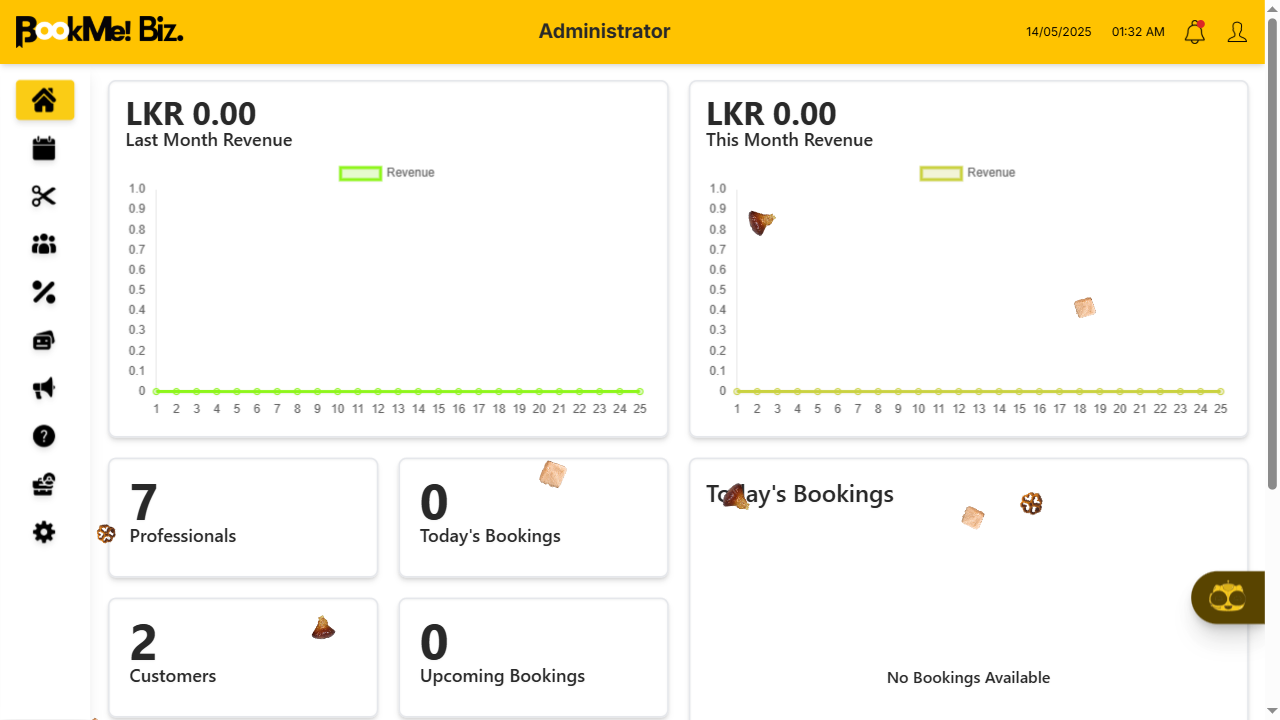 BookMe! Biz.
Administrator
14/05/2025
01:32 AM
LKR 0.00
Last Month Revenue
Revenue
1.0
0.9
0.8
0.7
0.6
0.5
0.4
0.3
0.2
0.1
0
1 2 3 4 5 6 7 8 9 10 11 12 13 14 15 16 17 18 19 20 21 22 23 24 25
LKR 0.00
This Month Revenue
Revenue
1.0
0.9
0.8
0.7
0.6
0.5
0.4
0.3
0.2
0.1
0
1 2 3 4 5 6 7 8 9 10 11 12 13 14 15 16 17 18 19 20 21 22 23 24 25
7
Professionals
0
Today's Bookings
2
Customers
0
Upcoming Bookings
Today's Bookings
No Bookings Available